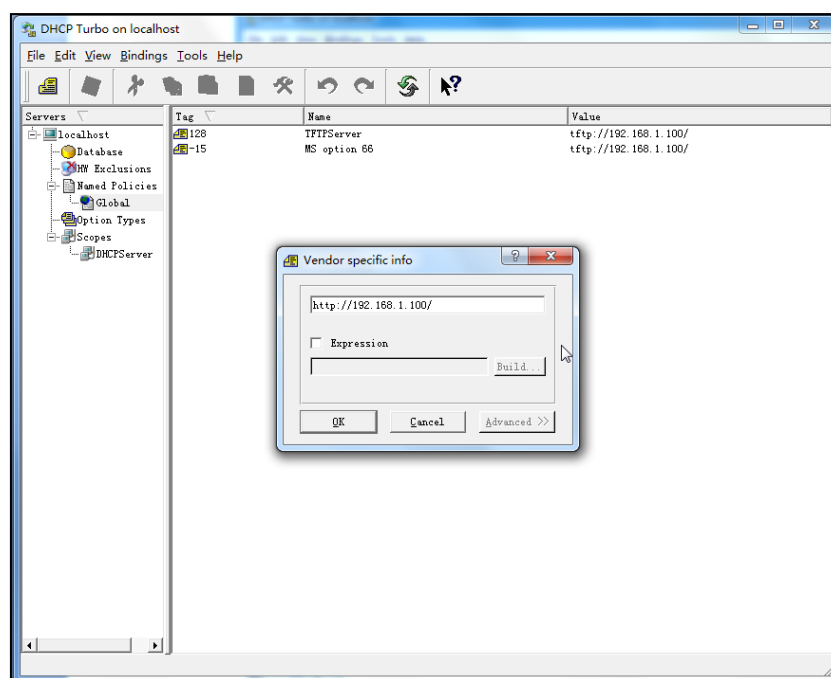 DHCP Turbo on localhost
File Edit View Bindings Tools Help
Servers
Tag Name Value
localhost
128 TFTPServer tftp://192.168.1.100/
Database
-15 MS option 66 tftp://192.168.1.100/
HW Exclusions
Named Policies
Global
Option Types
Scopes
DHCPServer
Vendor specific info
http://192.168.1.100/
Expression
Build...
OK Cancel Advanced >>